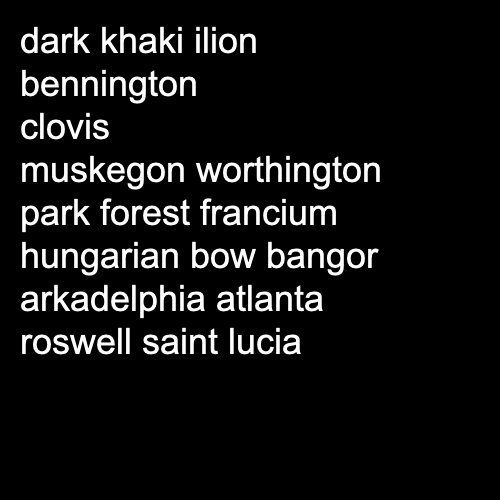 dark khaki ilion
bennington
clovis
muskegon worthington
park forest francium
hungarian bow bangor
arkadelphia atlanta
roswell saint lucia